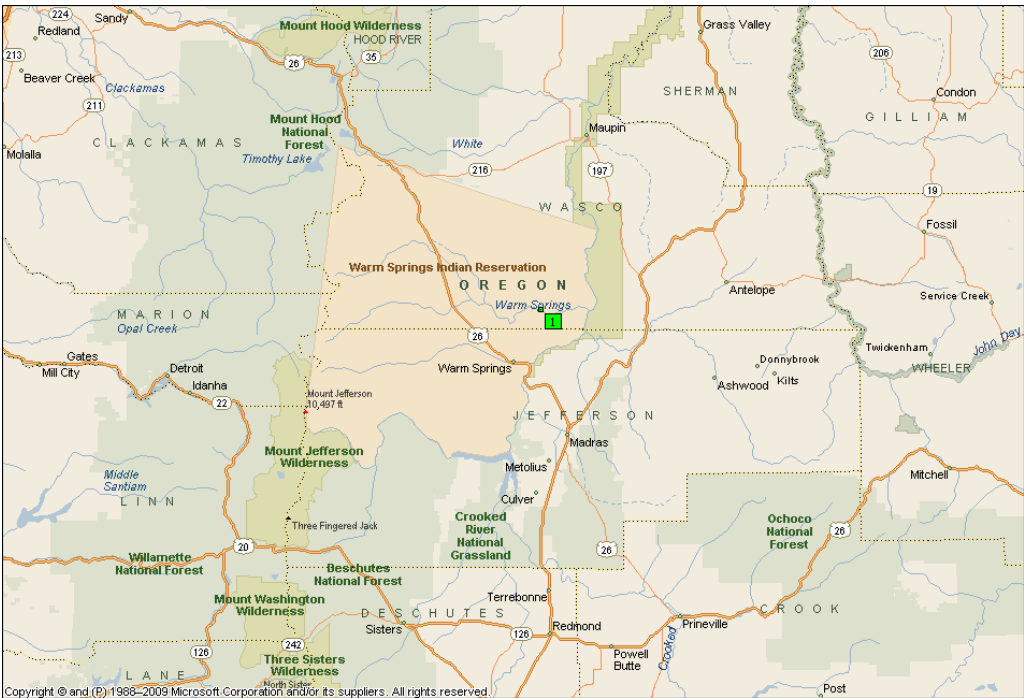 224
Sandy
Redland
213
Beaver Creek
Clackamas
211
CLACKAMAS
Molalla
Mount Hood Wilderness
HOOD RIVER
35
26
Mount Hood
National
Forest
Timothy Lake
White
216
Grass Valley
SHERMAN
Maupin
197
WASCO
206
Condon
GILLIAM
19
Fossil
Warm Springs Indian Reservation
OREGON
Warm Springs
1
26
Warm Springs
Antelope
Service Creek
John Day
Twickenham
WHEELER
Donnybrook
Kilts
Ashwood
MARION
Opal Creek
Gates
Mill City
Detroit
Idanha
22
Mount Jefferson
10,497 ft
JEFFERSON
Madras
Metolius
Culver
Mount Jefferson
Wilderness
Middle
Santiam
LINN
Three Fingered Jack
Crooked
River
National
Grassland
Mitchell
Ochoco
National
Forest
26
26
20
Willamette
National Forest
Deschutes
National Forest
Mount Washington
Wilderness
DESCHUTES
Terrebonne
Sisters
126
Redmond
Powell
Butte
Crooked
Prineville
CROOK
Post
126
242
Three Sisters
Wilderness
North Sister
LANE
Copyright © and (P) 1988–2009 Microsoft Corporation and/or its suppliers. All rights reserved.